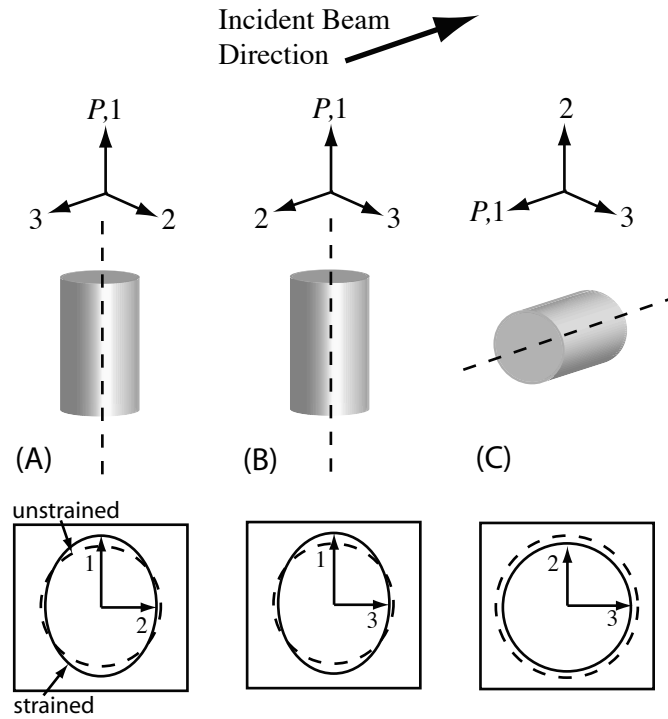 Incident Beam
Direction
P,1
P,1
2
3
2
2
3
P,1
3
(A)
(B)
(C)
unstrained
1
1
2
2
3
3
strained